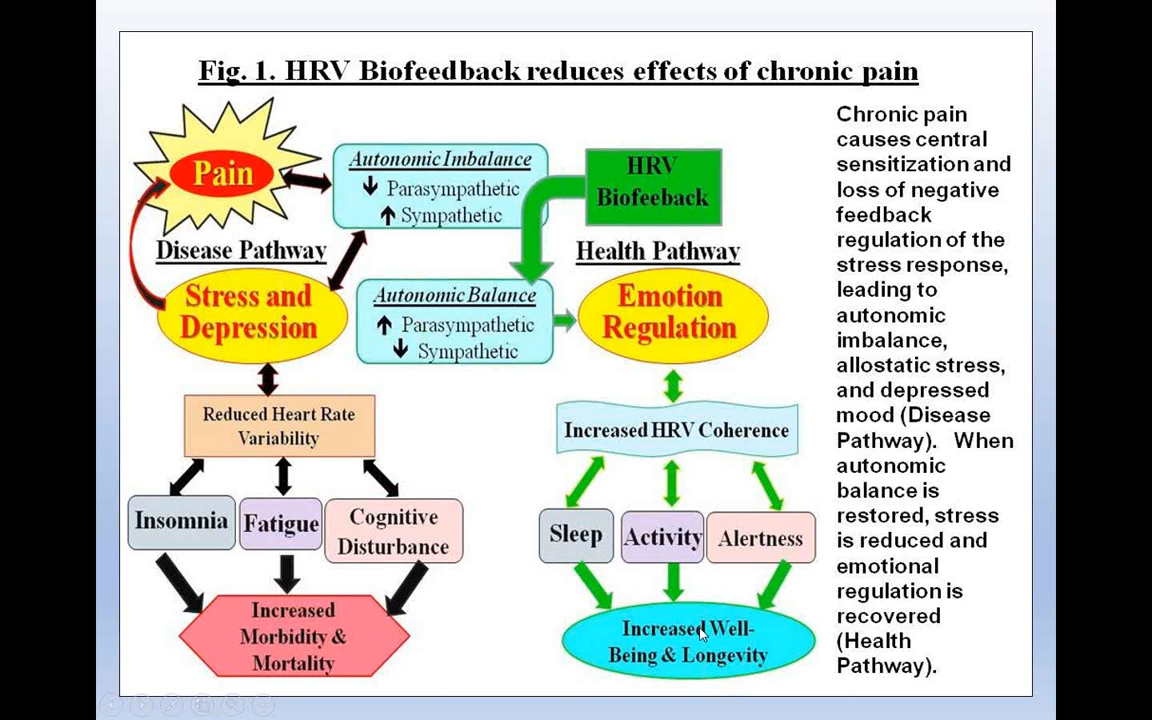 Fig. 1. HRV Biofeedback reduces effects of chronic pain
Pain
Autonomic Imbalance
Parasympathetic
Sympathetic
HRV
Biofeeback
Disease Pathway
Health Pathway
Stress and
Depression
Autonomic Balance
Parasympathetic
Sympathetic
Emotion
Regulation
Reduced Heart Rate
Variability
Increased HRV Coherence
Insomnia
Fatigue
Cognitive
Disturbance
Sleep
Activity
Alertness
Increased
Morbidity &
Mortality
Increased Well-
Being & Longevity
Chronic pain
causes central
sensitization and
loss of negative
feedback
regulation of the
stress response,
leading to
autonomic
imbalance,
allostatic stress,
and depressed
mood (Disease
Pathway). When
autonomic
balance is
restored, stress
is reduced and
emotional
regulation is
recovered
(Health
Pathway).